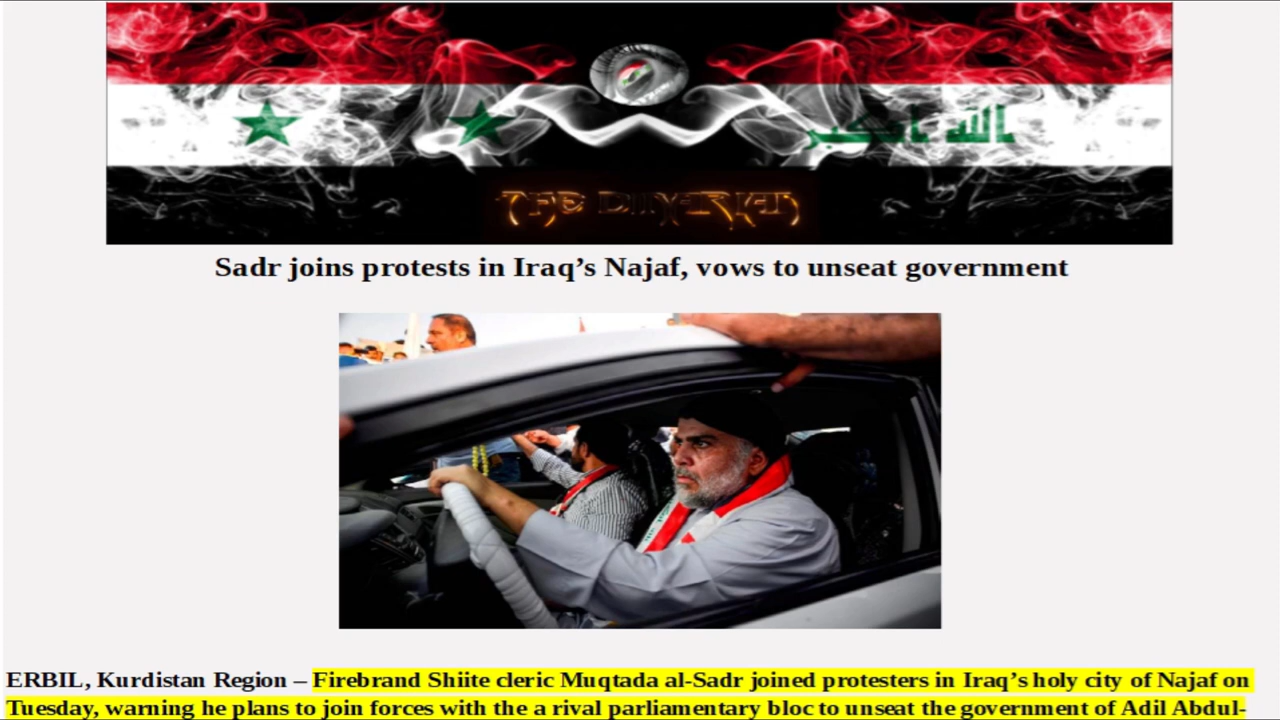 الله اكبر
THE DINARIAN
Sadr joins protests in Iraq’s Najaf, vows to unseat government
ERBIL, Kurdistan Region – Firebrand Shiite cleric Muqtada al-Sadr joined protesters in Iraq’s holy city of Najaf on
Tuesday, warning he plans to join forces with the a rival parliamentary bloc to unseat the government of Adil Abdul-